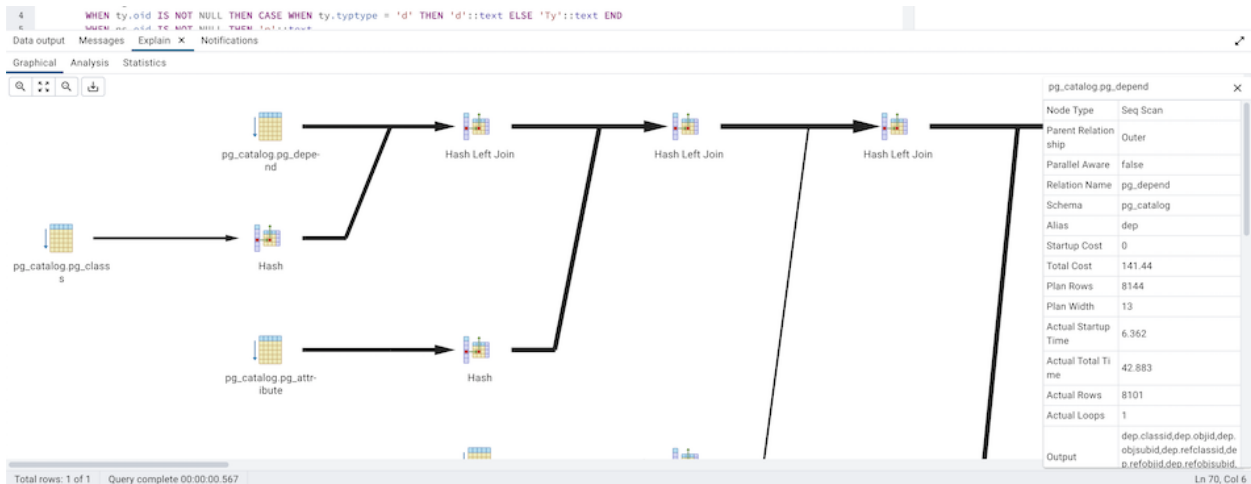 4 WHEN ty.oid IS NOT NULL THEN CASE WHEN ty.typtype = 'd' THEN 'd'::text ELSE 'Ty'::text END
Data output Messages Explain × Notifications
Graphical Analysis Statistics
pg_catalog.pg_depe-
nd
Hash Left Join
Hash Left Join
Hash Left Join
pg_catalog.pg_clas
s
Hash
pg_catalog.pg_attr-
ibute
Hash
pg_catalog.pg_depend ×
Node Type Seq Scan
Parent Relation
ship Outer
Parallel Aware false
Relation Name pg_depend
Schema pg_catalog
Alias dep
Startup Cost 0
Total Cost 141.44
Plan Rows 8144
Plan Width 13
Actual Startup
Time 6.362
Actual Total Ti
me 42.883
Actual Rows 8101
Actual Loops 1
Output dep.classid,dep.objid,dep.
objsubid,dep.refclassid,de
p.refobjid,dep.refobjsubid,
Total rows: 1 of 1 Query complete 00:00:00.567 Ln 70, Col 6